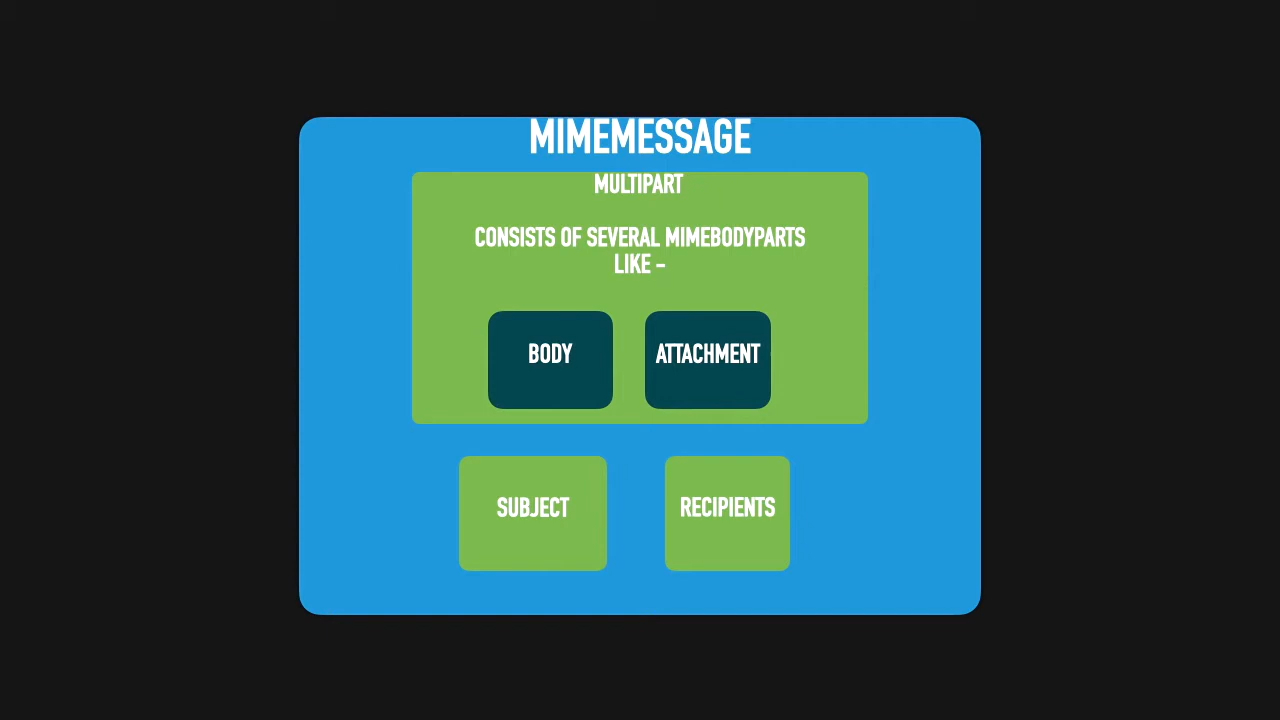 MIMEMESSAGE
MULTIPART
CONSISTS OF SEVERAL MIMEBODYPARTS
LIKE -
BODY
ATTACHMENT
SUBJECT
RECIPIENTS